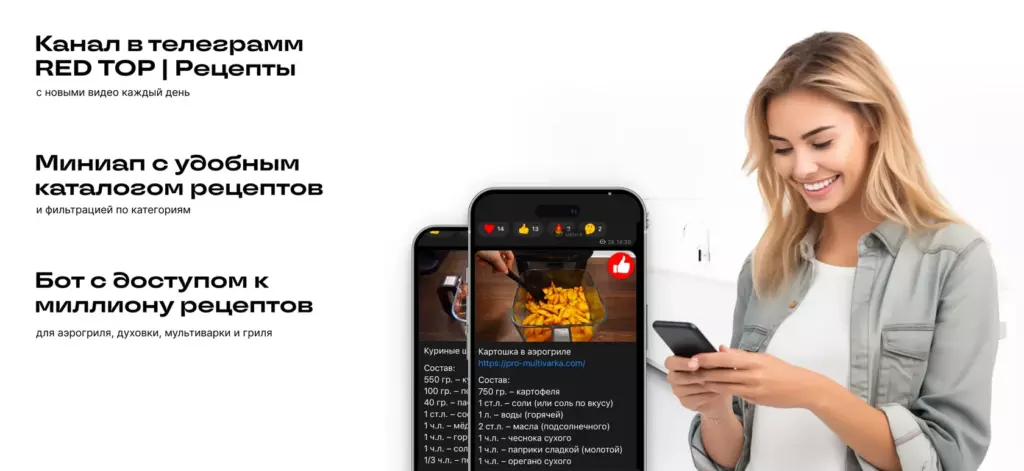 Канал в телеграмм
RED TOP | Рецепты
с новыми видео каждый день
Миниап с удобным
каталогом рецептов
и фильтрацией по категориям
Бот с доступом к
миллиону рецептов
для аэрогриля, духовки, мультиварки и гриля
Куриные
Состав:
550 гр. –
100 гр. –
40 гр. –
1 ст.л. –
1 ч.л. –
1 ч.л. –
1 ч.л. –
1/3 ч.л. –
14
13
2
Картошка в аэрогриле
https://pro-multivarka.com/
Состав:
750 гр. – картофеля
1 ст.л. – соли (или соль по вкусу)
1 л. – воды (горячей)
2 ст.л. – масла (подсолнечного)
1 ч.л. – чеснока сухого
1 ч.л. – паприки сладкой (молотой)
1 ч.л. – орегано сухого